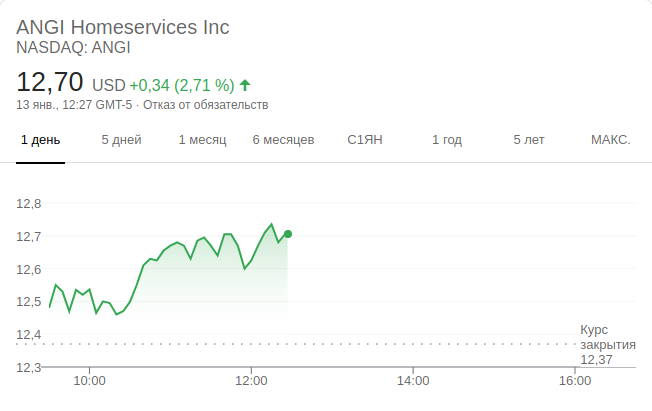 ANGI Homeservices Inc
NASDAQ: ANGI
12,70 USD +0,34 (2,71 %)
13 янв., 12:27 GMT-5 · Отказ от обязательств
1 день 5 дней 1 месяц 6 месяцев С1ЯН 1 год 5 лет МАКС.
12,8
12,7
12,6
12,5
12,4
12,3
Курс
закрытия
12,37
10:00 12:00 14:00 16:00